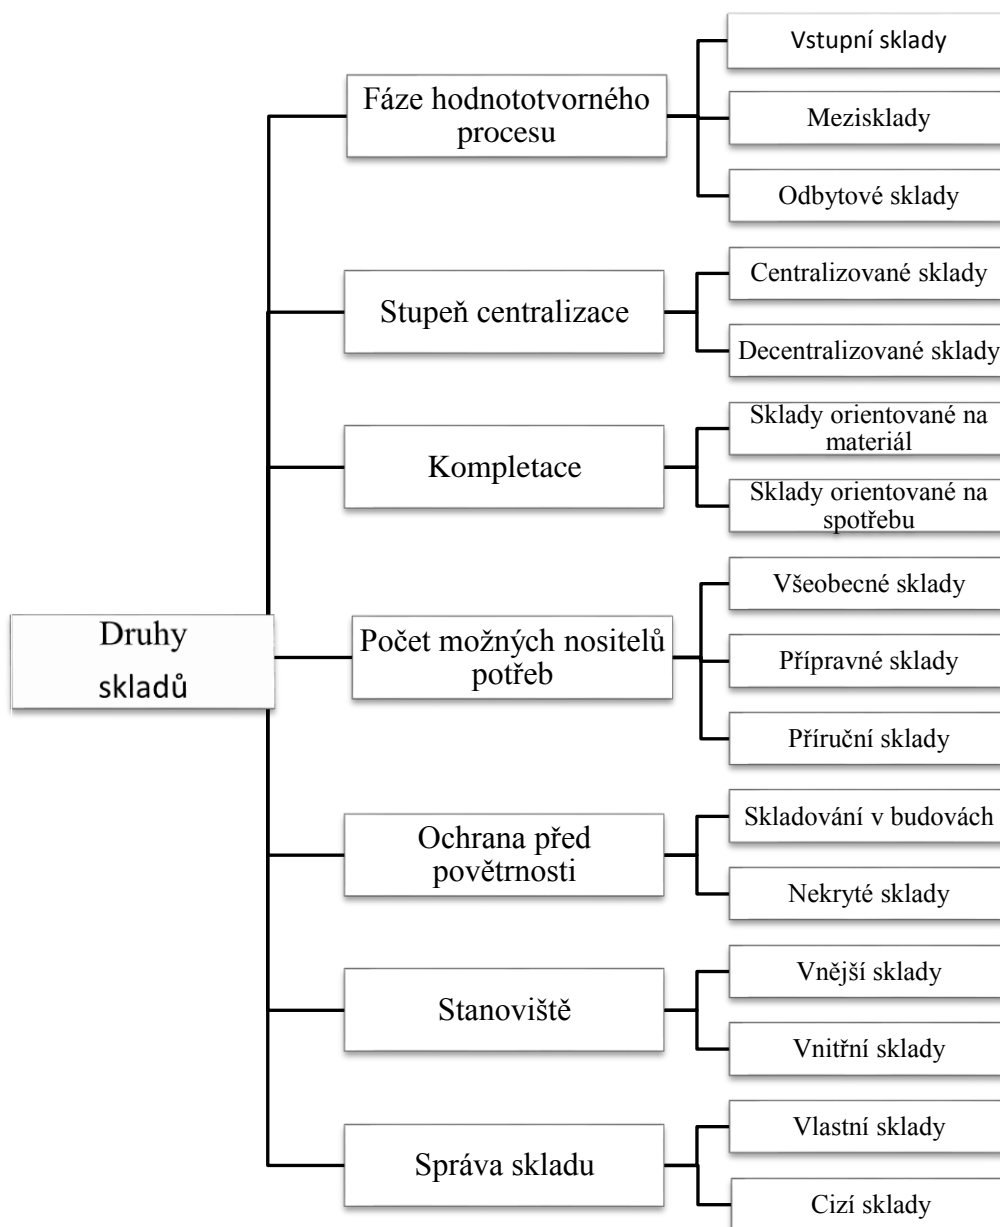 Druhy
skladů
Fáze hodnototvorného
procesu
Vstupní sklady
Mezisklady
Odbytové sklady
Stupeň centralizace
Centralizované sklady
Decentralizované sklady
Kompletace
Sklady orientované na
materiál
Sklady orientované na
spotřebu
Počet možných nositelů
potřeb
Všeobecné sklady
Přípravné sklady
Příruční sklady
Ochrana před
povětrnosti
Skladování v budovách
Nekryté sklady
Stanoviště
Vnější sklady
Vnitřní sklady
Správa skladu
Vlastní sklady
Cizí sklady